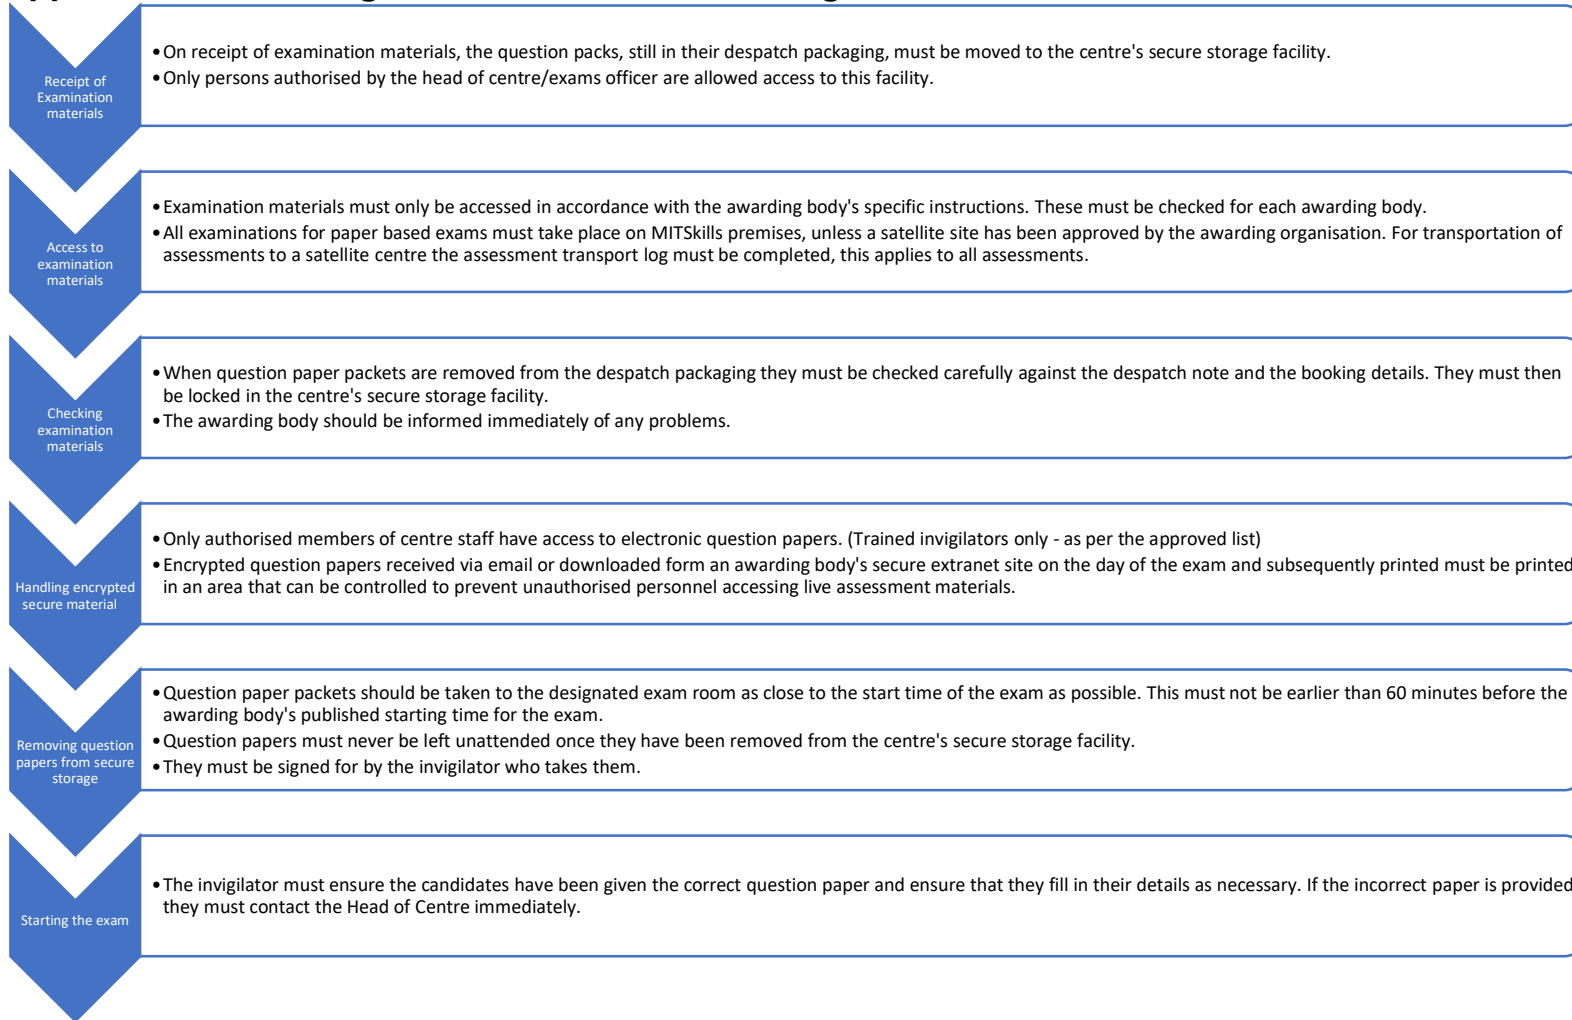 Receipt of
Examination
materials
•On receipt of examination materials, the question packs, still in their despatch packaging, must be moved to the centre's secure storage facility.
•Only persons authorised by the head of centre/exams officer are allowed access to this facility.
Access to
examination
materials
•Examination materials must only be accessed in accordance with the awarding body's specific instructions. These must be checked for each awarding body.
•All examinations for paper based exams must take place on MITSkills premises, unless a satellite site has been approved by the awarding organisation. For transportation of
assessments to a satellite centre the assessment transport log must be completed, this applies to all assessments.
Checking
examination
materials
•When question paper packets are removed from the despatch packaging they must be checked carefully against the despatch note and the booking details. They must then
be locked in the centre's secure storage facility.
•The awarding body should be informed immediately of any problems.
Handling encrypted
secure material
•Only authorised members of centre staff have access to electronic question papers. (Trained invigilators only - as per the approved list)
•Encrypted question papers received via email or downloaded form an awarding body's secure extranet site on the day of the exam and subsequently printed must be printed
in an area that can be controlled to prevent unauthorised personnel accessing live assessment materials.
Removing question
papers from secure
storage
•Question paper packets should be taken to the designated exam room as close to the start time of the exam as possible. This must not be earlier than 60 minutes before the
awarding body's published starting time for the exam.
•Question papers must never be left unattended once they have been removed from the centre's secure storage facility.
•They must be signed for by the invigilator who takes them.
Starting the exam
•The invigilator must ensure the candidates have been given the correct question paper and ensure that they fill in their details as necessary. If the incorrect paper is provided
they must contact the Head of Centre immediately.